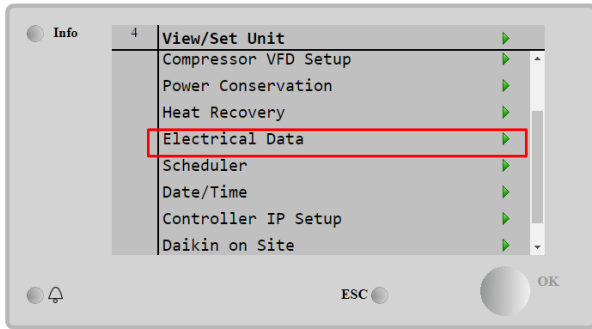 Info
4 View/Set Unit
Compressor VFD Setup
Power Conservation
Heat Recovery
Electrical Data
Scheduler
Date/Time
Controller IP Setup
Daikin on Site
ESC
OK